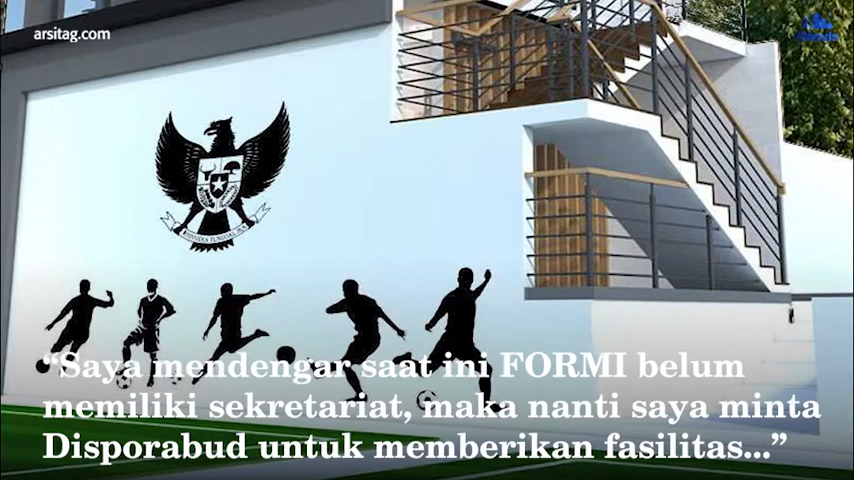 arsitag.com
“Saya mendengar saat ini FORMI belum
memiliki sekretariat, maka nanti saya minta
Disporabud untuk memberikan fasilitas...”